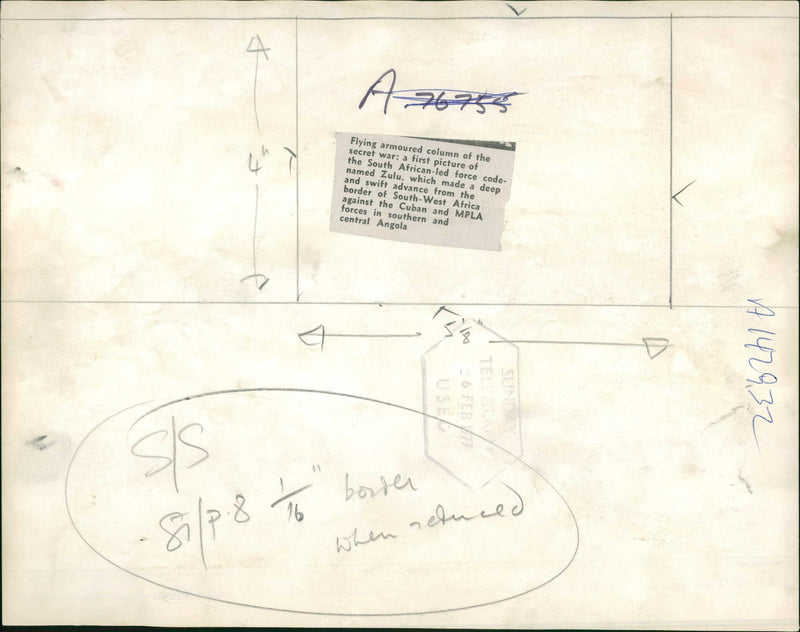 A 76755
Flying armoured column of the
secret war: a first picture of
the South African-led force code-
named Zulu, which made a deep
and swift advance from the
border of South-West Africa
against the Cuban and MPLA
forces in southern and
central Angola
4"
5 1/8"
SUNDAY
TELEGRAPH
26 FEB 1977
USED
A142932
S/S
P.8 1/16" border
when reduced